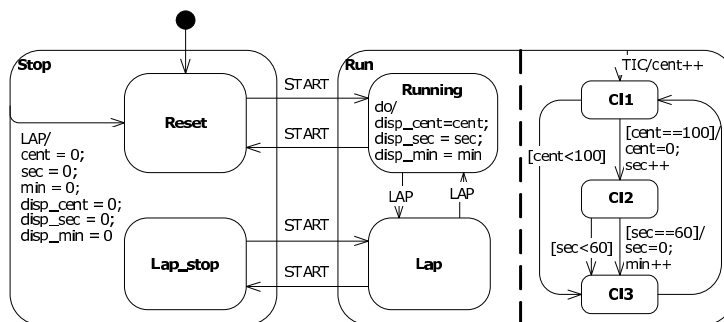 Stop
Run
TIC/cent++
Running
START
do/
disp_cent=cent;
disp_sec = sec;
disp_min = min
Reset
START
Cl1
[cent==100]/
cent=0;
sec++
[cent<100]
LAP/
cent = 0;
sec = 0;
min = 0;
disp_cent = 0;
disp_sec = 0;
disp_min = 0
LAP
LAP
Cl2
START
Lap_stop
Lap
START
[sec<60]
[sec==60]/
sec=0;
min++
Cl3